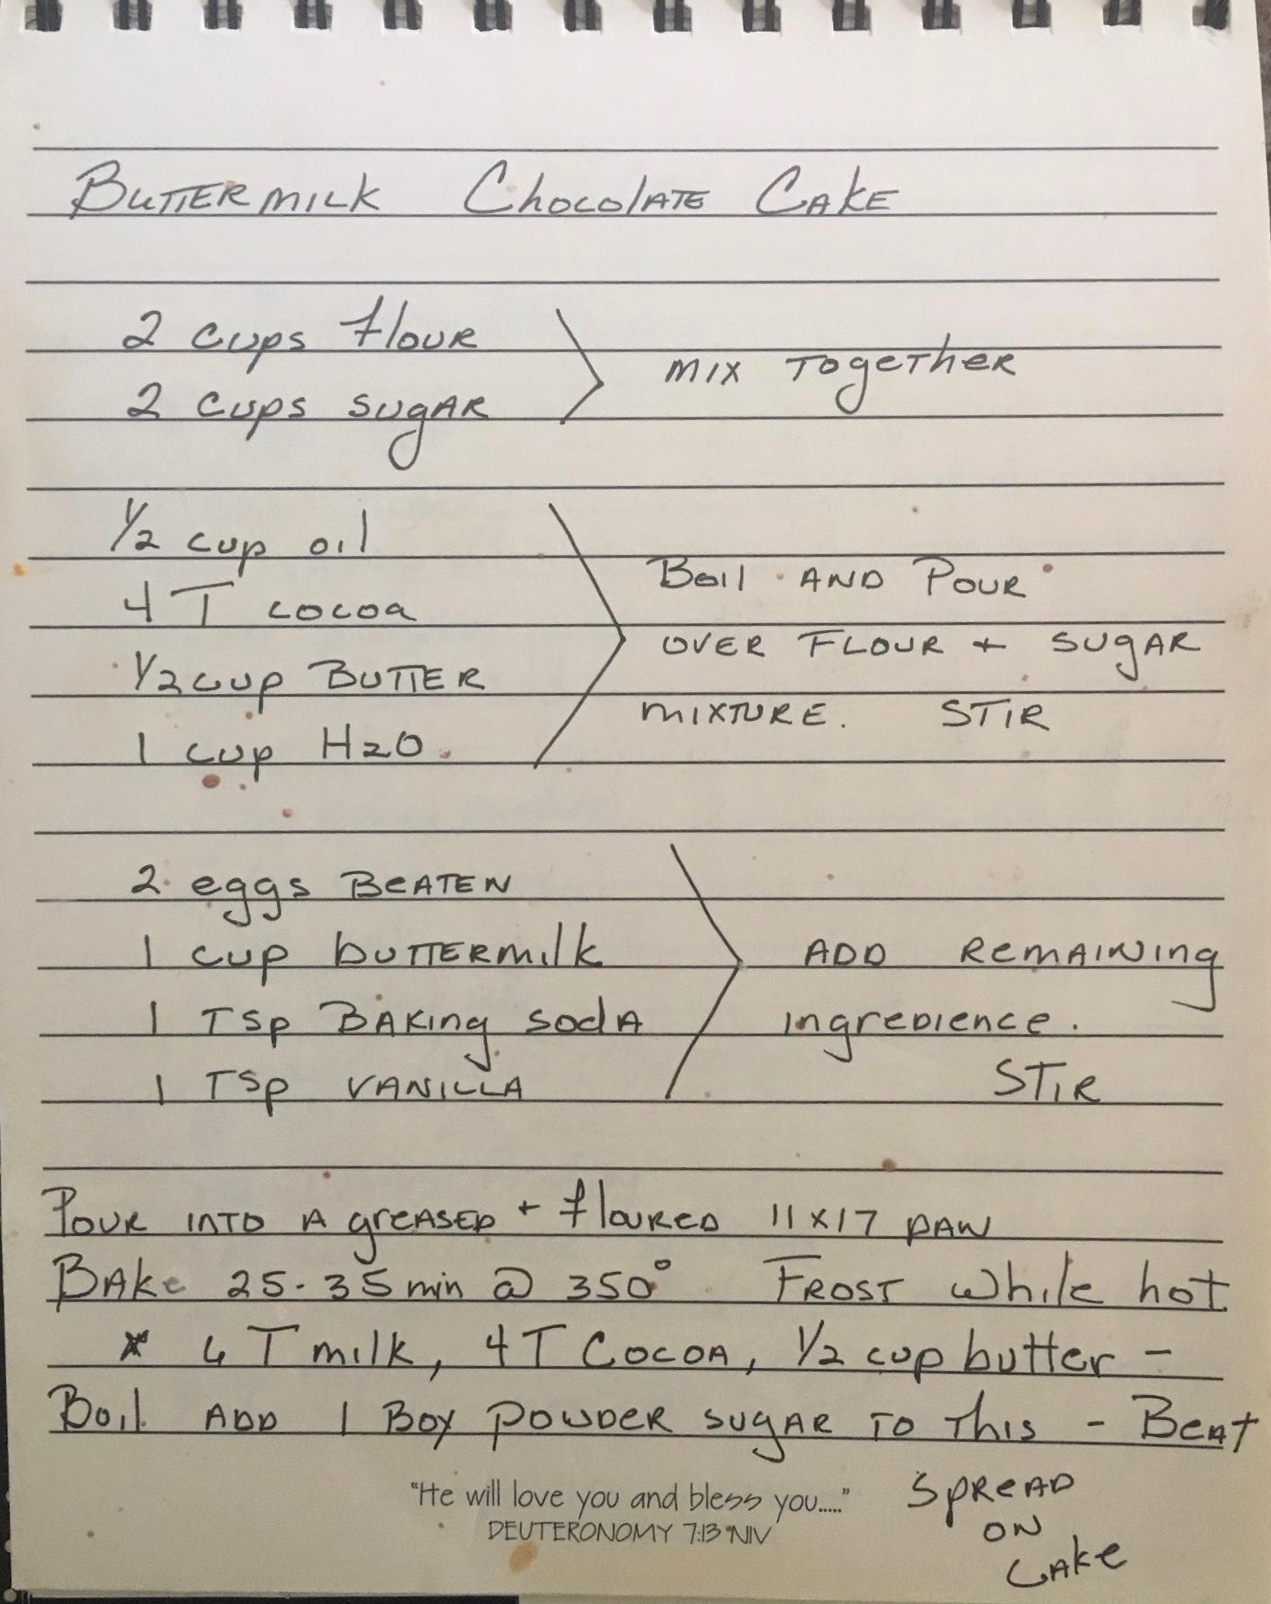 BUTTERMILK CHOCOLATE CAKE
2 cups flour
2 cups sugar
MIX TOGETHER
1/2 cup oil
4 T cocoa
1/2 cup BUTTER
1 cup H2O
Boil AND POUR
OVER FLOUR + SUGAR
MIXTURE. STIR
2 eggs BEATEN
1 cup buTTERmilk
1 TSp BAKing SodA
1 TSp VANILLA
ADD REMAINING
INGREDIENCE.
STIR
POUR INTO A greASED + flOURED 11x17 PAN
BAKE 25-35 min @ 350° FROST while hot
* 6 T milk, 4 T COCOA, 1/2 cup butter -
Boil ADD 1 BOX POWDER SUGAR TO This - BEAT
SPREAD
ON
CAKE
"He will love you and bless you....."
DEUTERONOMY 7:13 NIV